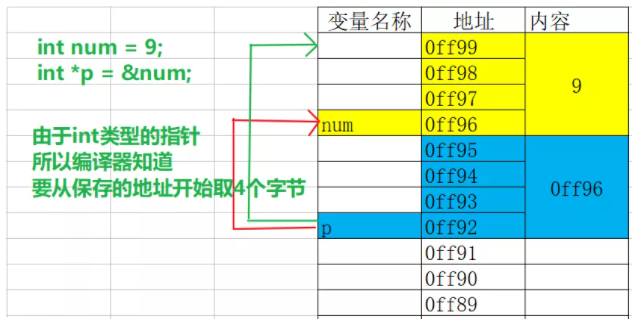 int num = 9;
int *p = &num;
由于int类型的指针
所以编译器知道
要从保存的地址开始取4个字节
变量名称 地址 内容
0ff99
0ff98
0ff97
9
num 0ff96
0ff95
0ff94
0ff93
0ff96
p 0ff92
0ff91
0ff90
0ff89